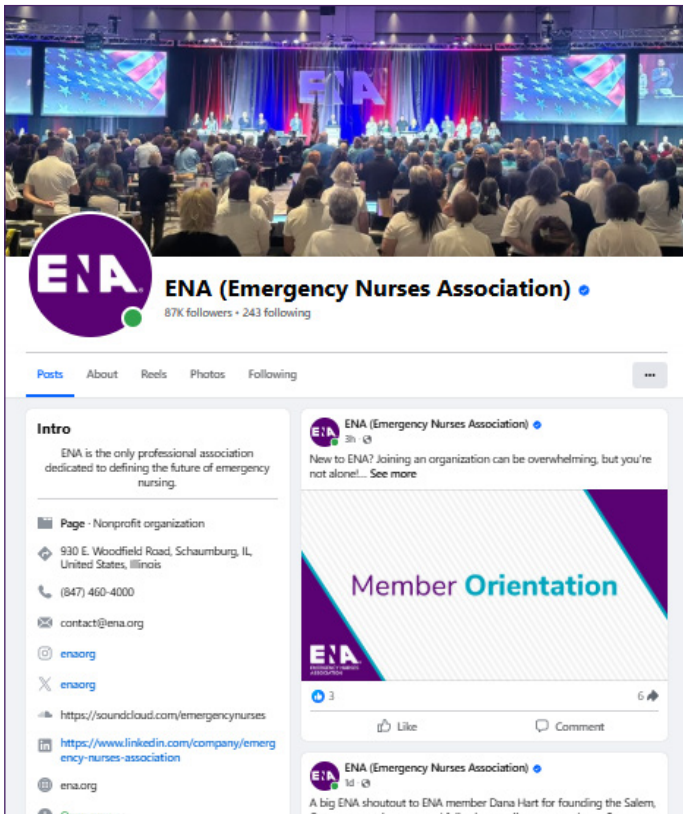 ENA
ENA
ENA (Emergency Nurses Association)
87K followers • 243 following
Posts About Reels Photos Following
Intro
ENA is the only professional association
dedicated to defining the future of emergency
nursing.
Page · Nonprofit organization
930 E. Woodfield Road, Schaumburg, IL,
United States, Illinois
(847) 460-4000
contact@ena.org
enaorg
enaorg
https://soundcloud.com/emergencynurses
https://www.linkedin.com/company/emerg
ency-nurses-association
ena.org
ENA
ENA (Emergency Nurses Association)
3h ·
New to ENA? Joining an organization can be overwhelming, but you're
not alone!... See more
Member Orientation
ENA
EMERGENCY NURSES
ASSOCIATION
3 6
Like Comment
ENA
ENA (Emergency Nurses Association)
1d ·
A big ENA shoutout to ENA member Dana Hart for founding the Salem,